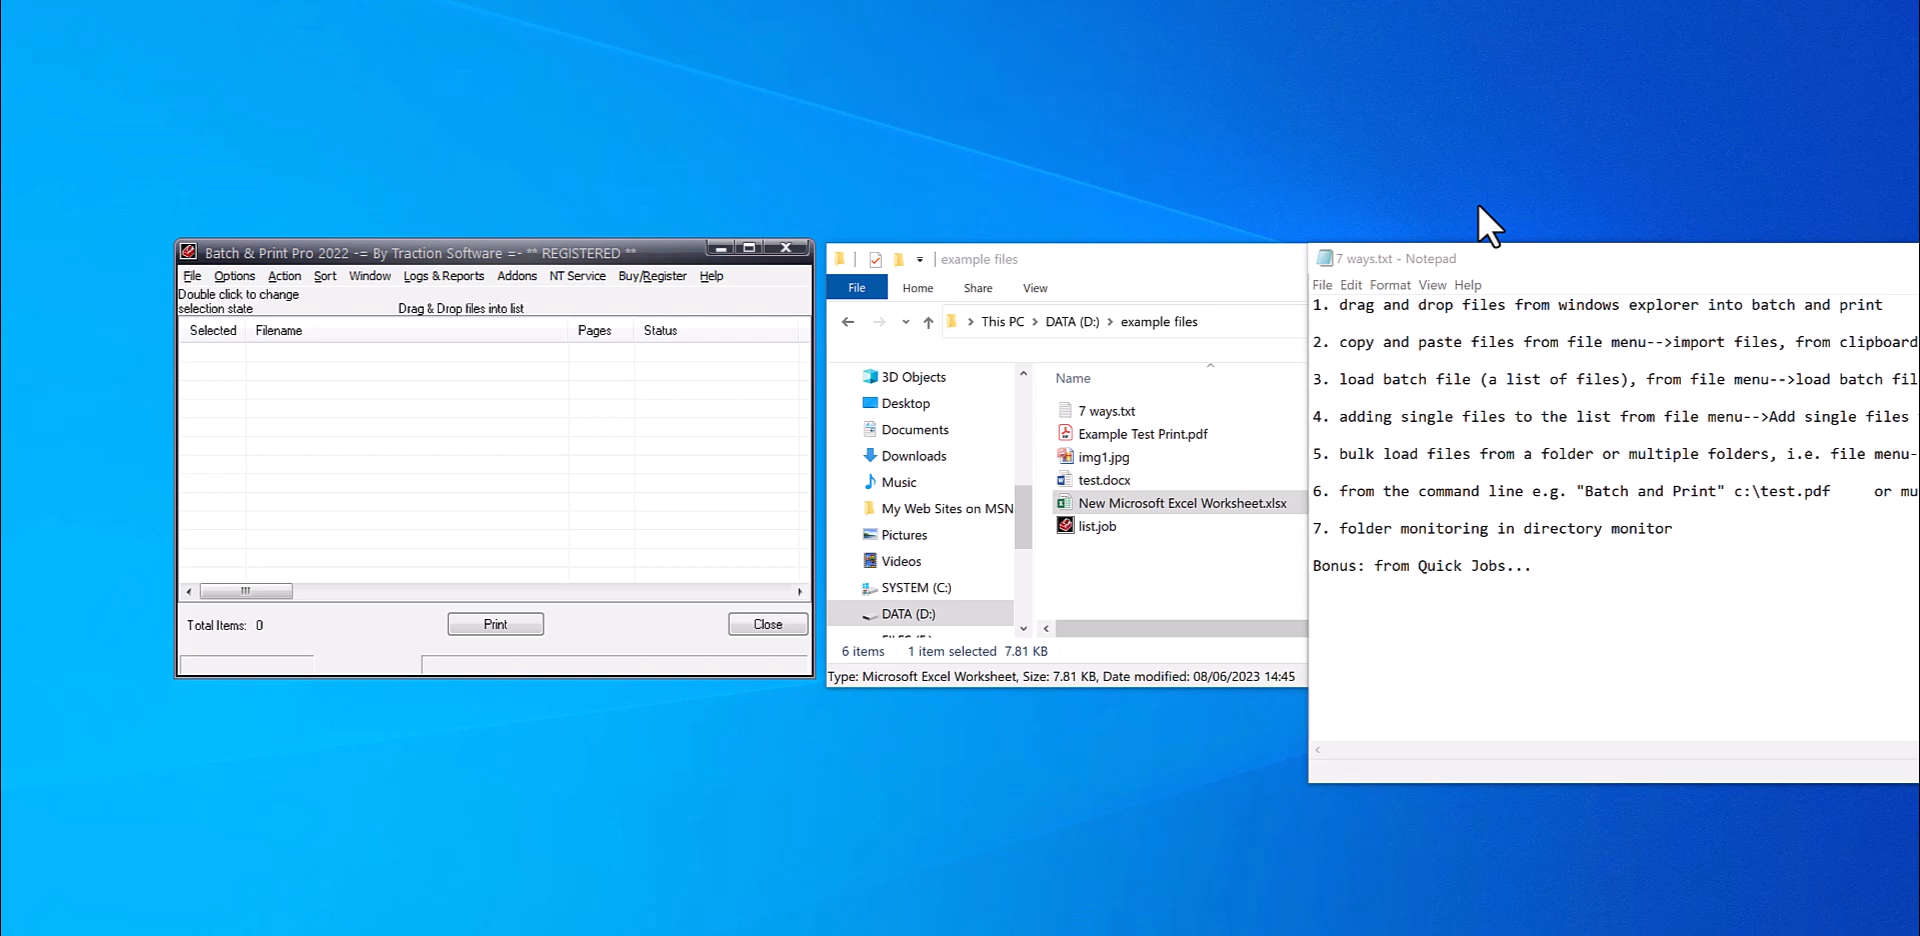 Batch & Print Pro 2022 -= By Traction Software =- ** REGISTERED **
File Options Action Sort Window Logs & Reports Addons NT Service Buy/Register Help
Double click to change
selection state
Drag & Drop files into list
Selected Filename Pages Status
Total Items: 0
Print
Close
example files
File Home Share View
This PC > DATA (D:) > example files
3D Objects
Desktop
Documents
Downloads
Music
My Web Sites on MSN
Pictures
Videos
SYSTEM (C:)
DATA (D:)
Name
7 ways.txt
Example Test Print.pdf
img1.jpg
test.docx
New Microsoft Excel Worksheet.xlsx
list.job
6 items 1 item selected 7.81 KB
Type: Microsoft Excel Worksheet, Size: 7.81 KB, Date modified: 08/06/2023 14:45
7 ways.txt - Notepad
File Edit Format View Help
1. drag and drop files from windows explorer into batch and print
2. copy and paste files from file menu-->import files, from clipboard
3. load batch file (a list of files), from file menu-->load batch fil
4. adding single files to the list from file menu-->Add single files
5. bulk load files from a folder or multiple folders, i.e. file menu-
6. from the command line e.g. "Batch and Print" c:\test.pdf or mu
7. folder monitoring in directory monitor
Bonus: from Quick Jobs...